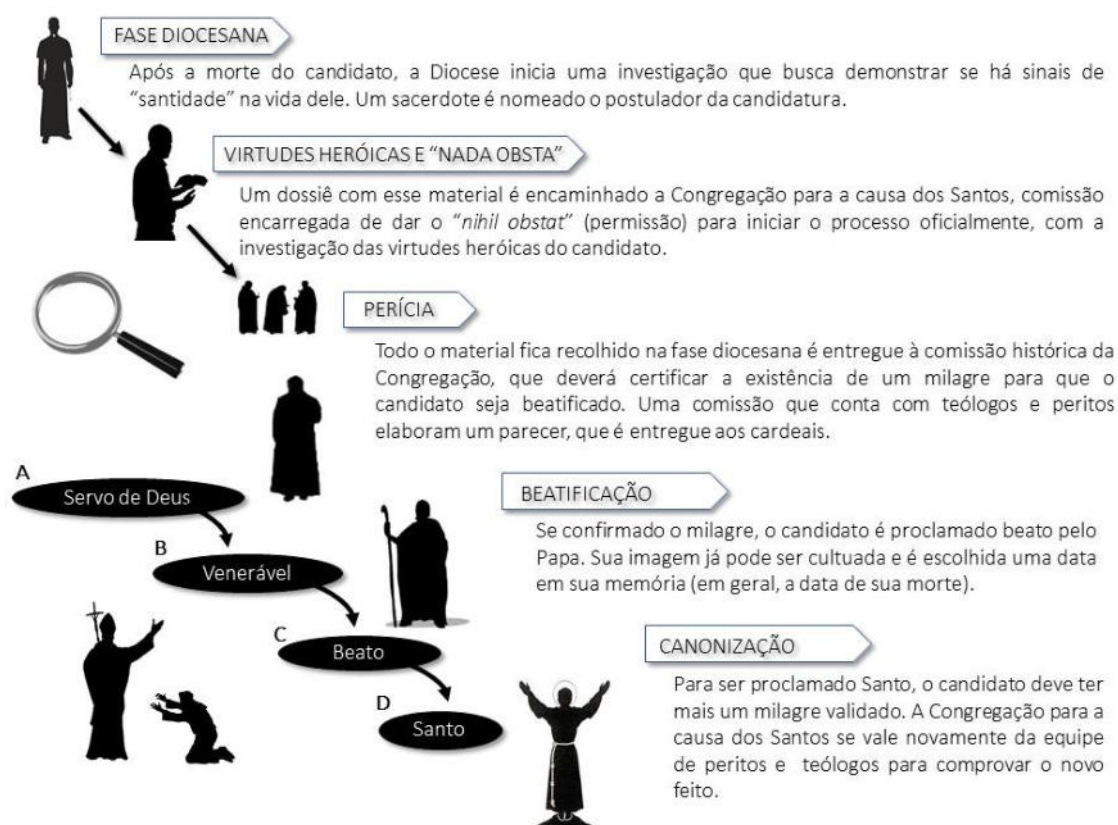 FASE DIOCESANA
Após a morte do candidato, a Diocese inicia uma investigação que busca demonstrar se há sinais de
“santidade” na vida dele. Um sacerdote é nomeado o postulador da candidatura.
VIRTUDES HERÓICAS E “NADA OBSTA”
Um dossiê com esse material é encaminhado a Congregação para a causa dos Santos, comissão
encarregada de dar o “nihil obstat” (permissão) para iniciar o processo oficialmente, com a
investigação das virtudes heróicas do candidato.
PERÍCIA
Todo o material fica recolhido na fase diocesana é entregue à comissão histórica da
Congregação, que deverá certificar a existência de um milagre para que o
candidato seja beatificado. Uma comissão que conta com teólogos e peritos
elaboram um parecer, que é entregue aos cardeais.
A
Servo de Deus
B
Venerável
C
Beato
D
Santo
BEATIFICAÇÃO
Se confirmado o milagre, o candidato é proclamado beato pelo
Papa. Sua imagem já pode ser cultuada e é escolhida uma data
em sua memória (em geral, a data de sua morte).
CANONIZAÇÃO
Para ser proclamado Santo, o candidato deve ter
mais um milagre validado. A Congregação para a
causa dos Santos se vale novamente da equipe
de peritos e teólogos para comprovar o novo
feito.